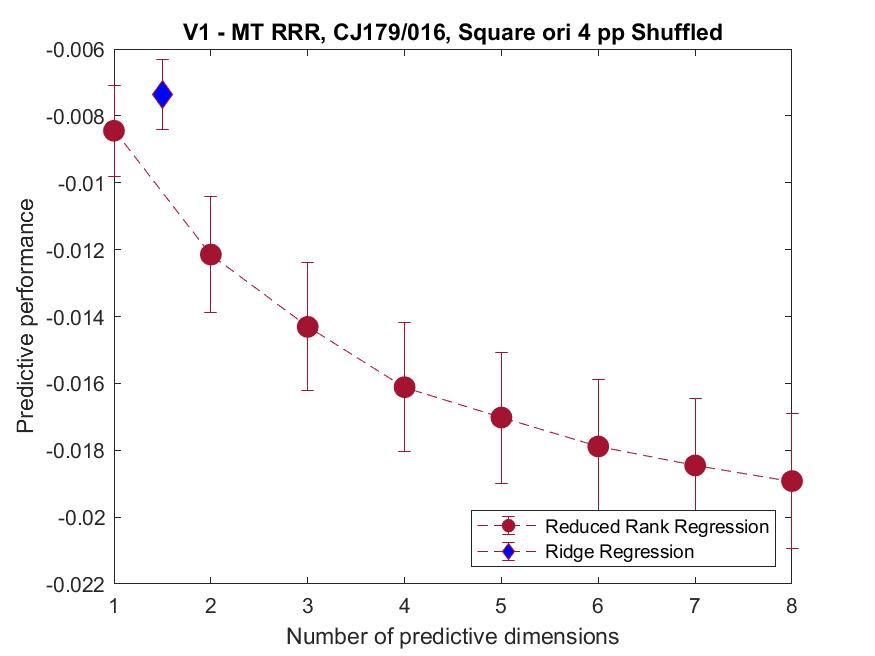 V1 - MT RRR, CJ179/016, Square ori 4 pp Shuffled
-0.006
-0.008
-0.01
-0.012
-0.014
-0.016
-0.018
-0.02
-0.022
Predictive performance
Reduced Rank Regression
Ridge Regression
1 2 3 4 5 6 7 8
Number of predictive dimensions